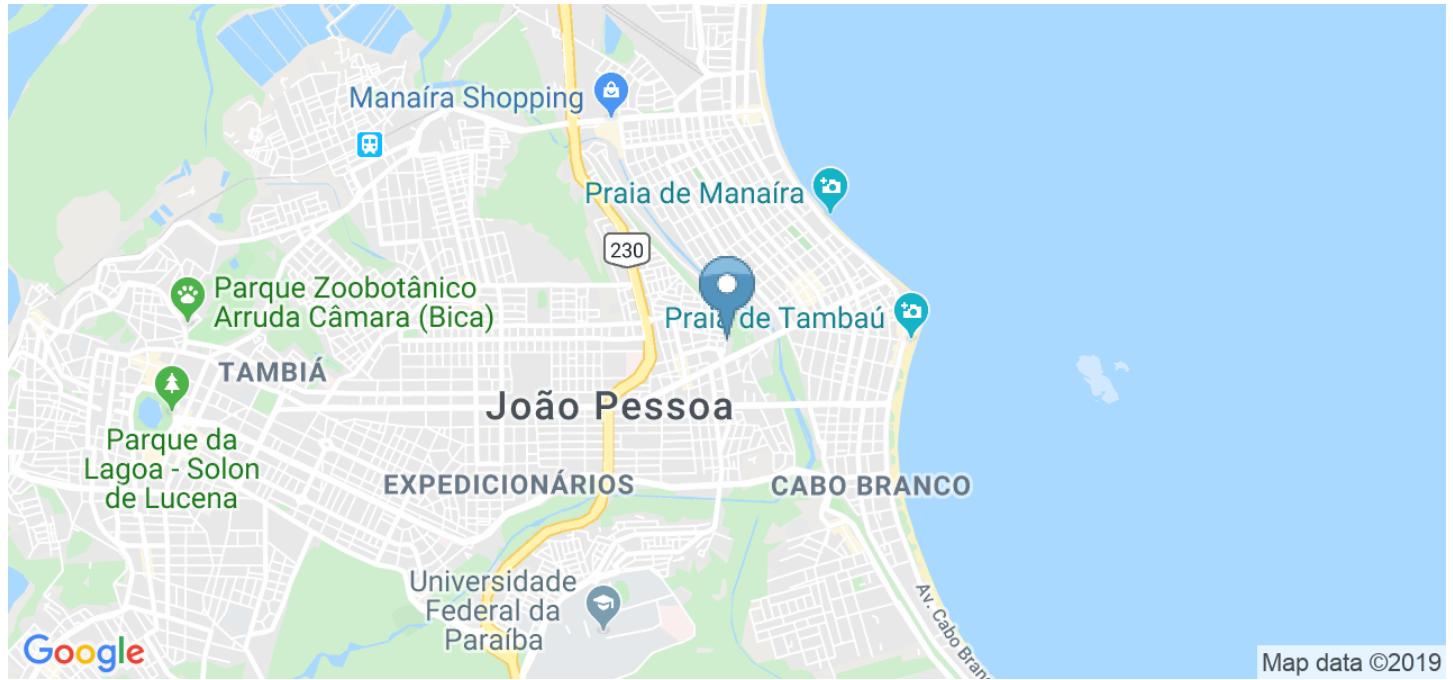 Manaíra Shopping
Praia de Manaíra
230
Parque Zoobotânico
Arruda Câmara (Bica)
Praia de Tambaú
TAMBIÁ
João Pessoa
Parque da
Lagoa - Solon
de Lucena
EXPEDICIONÁRIOS
CABO BRANCO
Universidade
Federal da
Paraíba
Av. Cabo Bran
Google
Map data ©2019